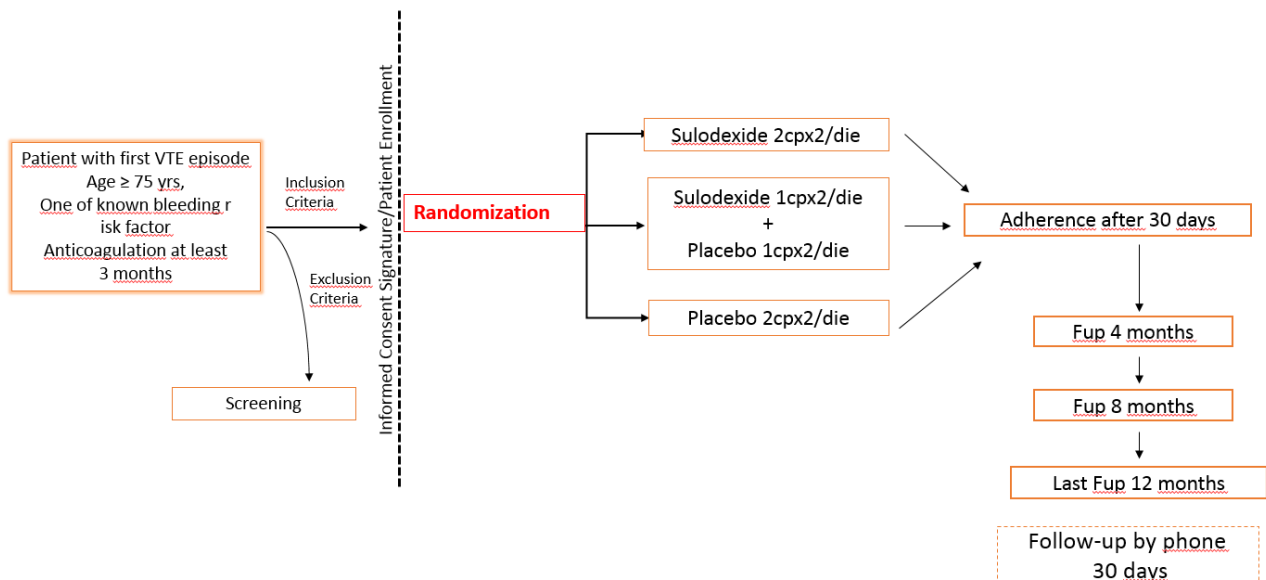 Patient with first VTE episode
Age ≥ 75 yrs,
One of known bleeding r
isk factor
Anticoagulation at least
3 months
Inclusion
Criteria
Exclusion
Criteria
Screening
Informed Consent Signature/Patient Enrollment
Randomization
Sulodexide 2cpx2/die
Sulodexide 1cpx2/die
+
Placebo 1cpx2/die
Placebo 2cpx2/die
Adherence after 30 days
Fup 4 months
Fup 8 months
Last Fup 12 months
Follow-up by phone
30 days